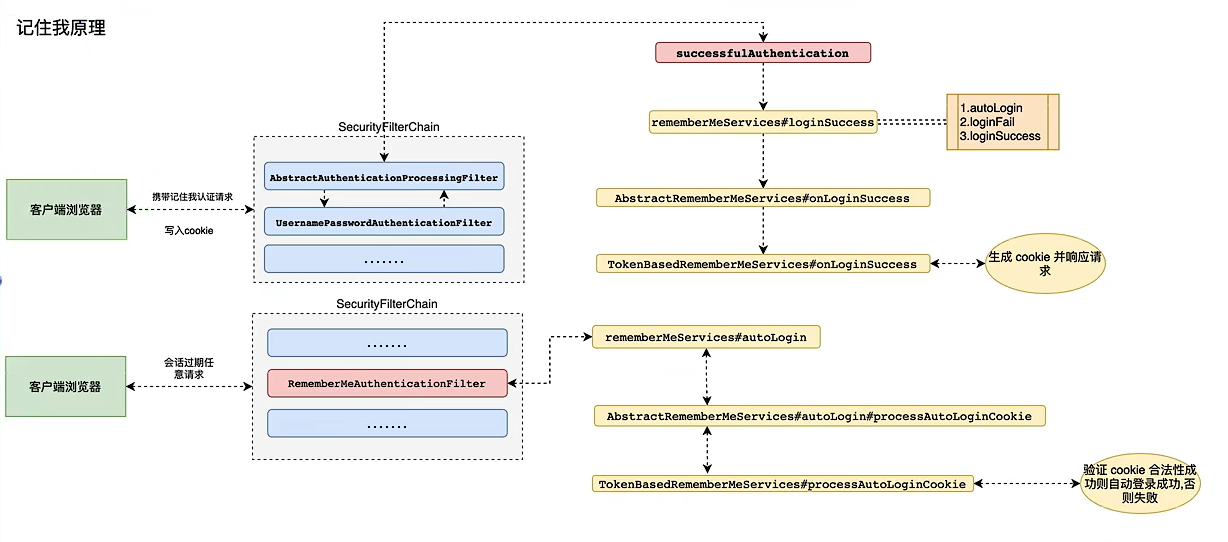 记住我原理
successfulAuthentication
rememberMeServices#loginSuccess
1.autoLogin
2.loginFail
3.loginSuccess
SecurityFilterChain
AbstractAuthenticationProcessingFilter
客户端浏览器
携带记住我认证请求
写入cookie
UsernamePasswordAuthenticationFilter
.......
AbstractRememberMeServices#onLoginSuccess
TokenBasedRememberMeServices#onLoginSuccess
生成 cookie 并响应请
求
SecurityFilterChain
.......
客户端浏览器
会话过期任
意请求
RememberMeAuthenticationFilter
.......
rememberMeServices#autoLogin
AbstractRememberMeServices#autoLogin#processAutoLoginCookie
TokenBasedRememberMeServices#processAutoLoginCookie
验证 cookie 合法性成
功则自动登录成功,否
则失败